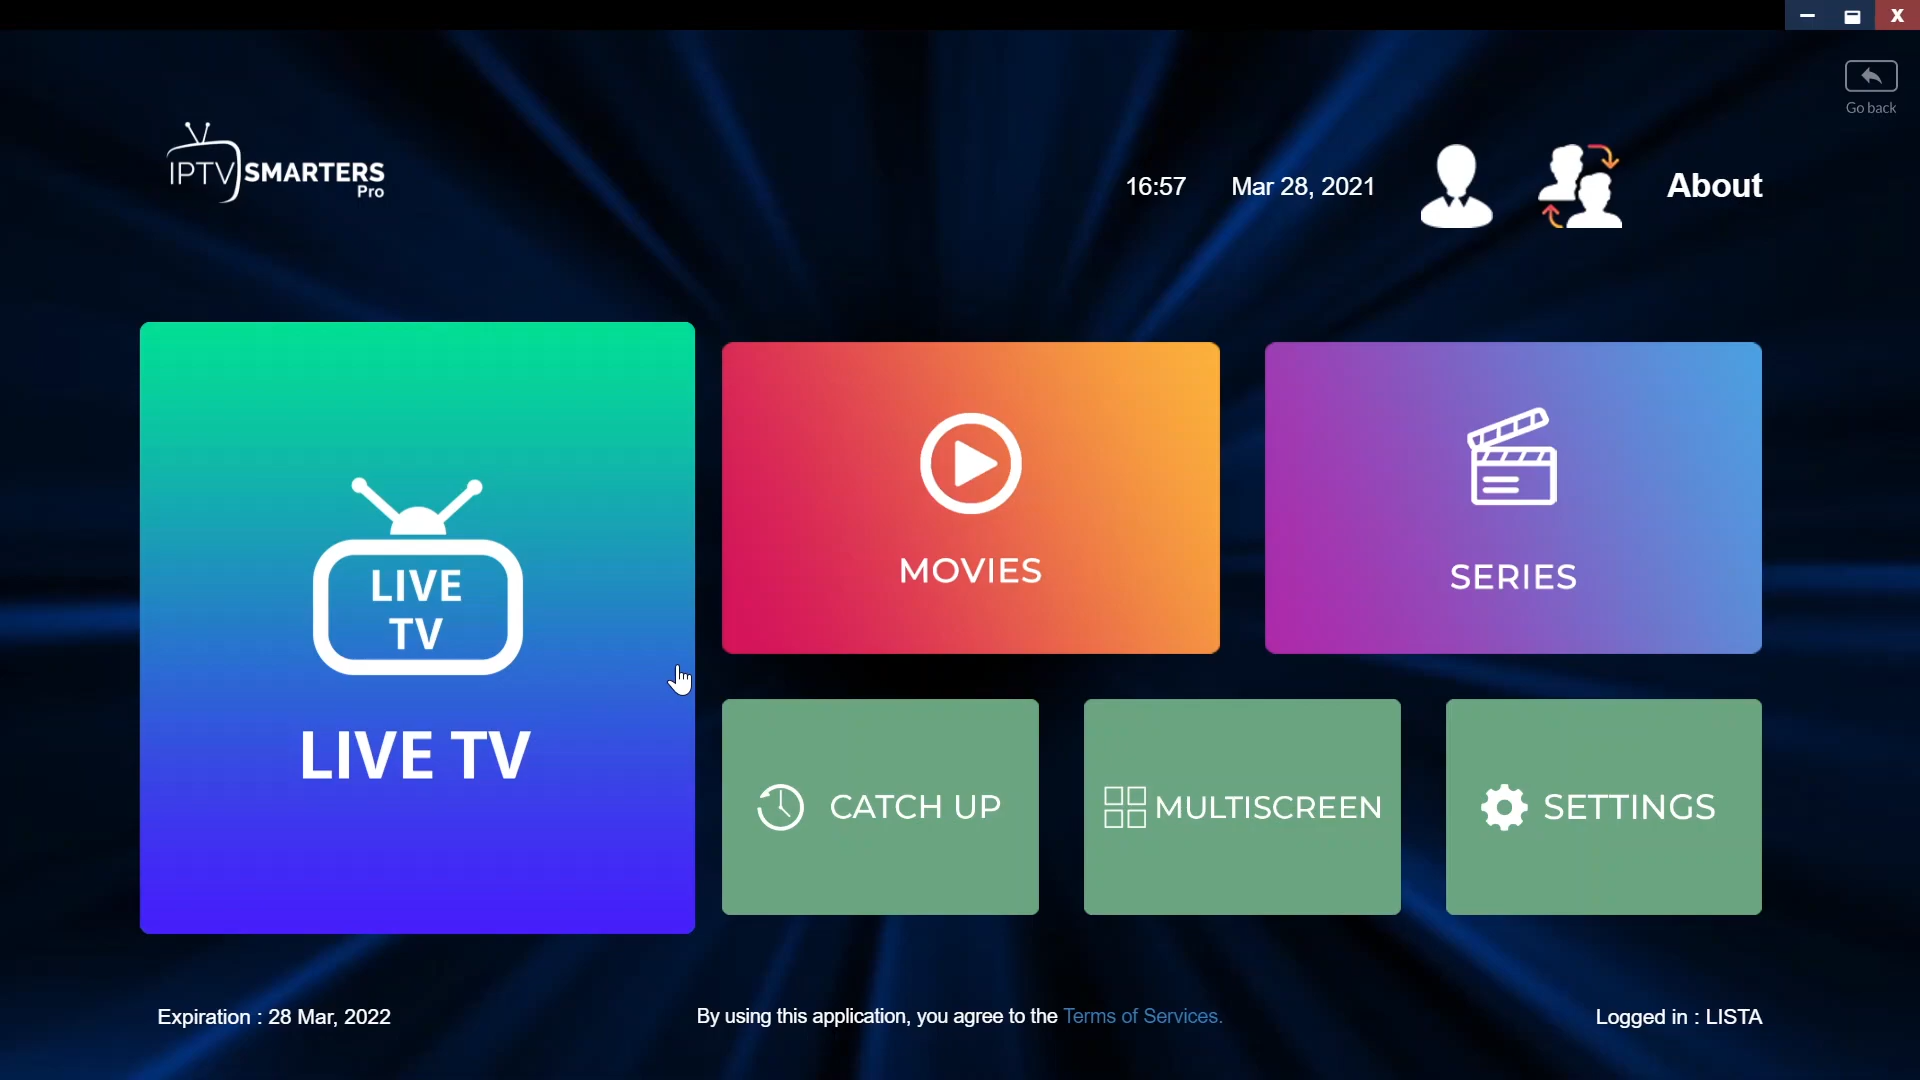 X
Go back
IPTV SMARTERS
Pro
16:57 Mar 28, 2021 About
LIVE
TV
LIVE TV
MOVIES
SERIES
CATCH UP
MULTISCREEN
SETTINGS
Expiration : 28 Mar, 2022
By using this application, you agree to the Terms of Services.
Logged in : LISTA